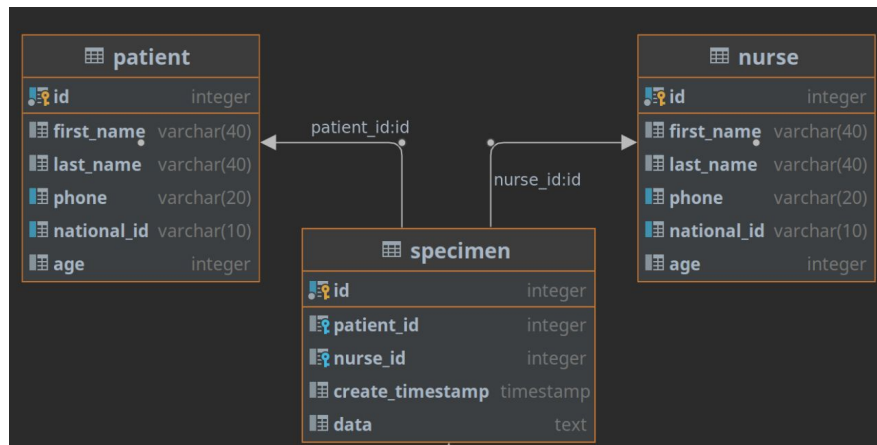 patient
id integer
first_name varchar(40)
last_name varchar(40)
phone varchar(20)
national_id varchar(10)
age integer
patient_id:id
nurse_id:id
nurse
id integer
first_name varchar(40)
last_name varchar(40)
phone varchar(20)
national_id varchar(10)
age integer
specimen
id integer
patient_id integer
nurse_id integer
create_timestamp timestamp
data text